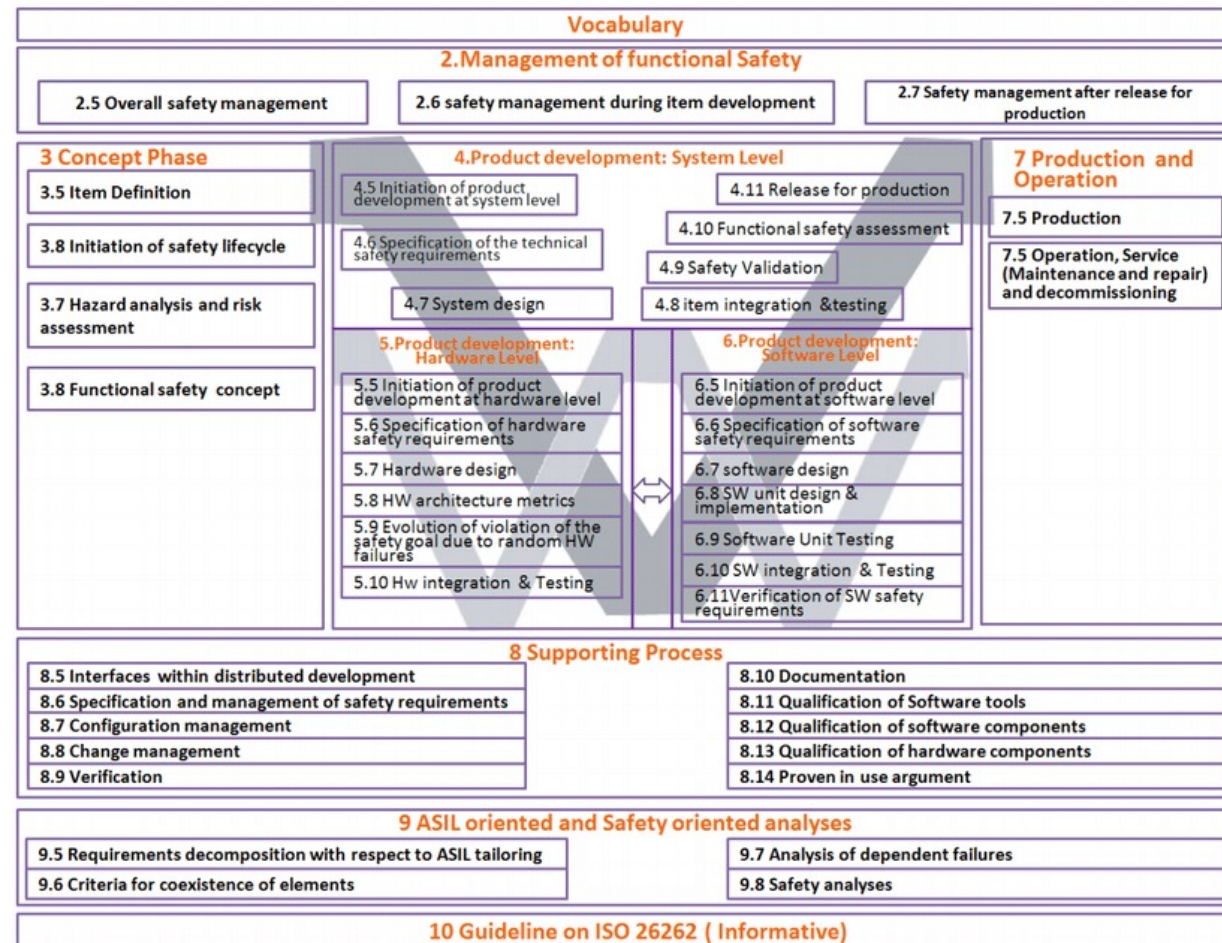 Vocabulary
2.Management of functional Safety
2.5 Overall safety management
2.6 safety management during item development
2.7 Safety management after release for
production
3 Concept Phase
3.5 Item Definition
3.8 Initiation of safety lifecycle
3.7 Hazard analysis and risk
assessment
3.8 Functional safety concept
4.Product development: System Level
4.5 Initiation of product
development at system level
4.6 Specification of the technical
safety requirements
4.7 System design
4.11 Release for production
4.10 Functional safety assessment
4.9 Safety Validation
4.8 item integration &testing
5.Product development:
Hardware Level
5.5 Initiation of product
development at hardware level
5.6 Specification of hardware
safety requirements
5.7 Hardware design
5.8 HW architecture metrics
5.9 Evolution of violation of the
safety goal due to random HW
failures
5.10 Hw integration & Testing
6.Product development:
Software Level
6.5 Initiation of product
development at software level
6.6 Specification of software
safety requirements
6.7 software design
6.8 SW unit design &
implementation
6.9 Software Unit Testing
6.10 SW integration & Testing
6.11Verification of SW safety
requirements
7 Production and
Operation
7.5 Production
7.5 Operation, Service
(Maintenance and repair)
and decommissioning
8 Supporting Process
8.5 Interfaces within distributed development
8.6 Specification and management of safety requirements
8.7 Configuration management
8.8 Change management
8.9 Verification
8.10 Documentation
8.11 Qualification of Software tools
8.12 Qualification of software components
8.13 Qualification of hardware components
8.14 Proven in use argument
9 ASIL oriented and Safety oriented analyses
9.5 Requirements decomposition with respect to ASIL tailoring
9.6 Criteria for coexistence of elements
9.7 Analysis of dependent failures
9.8 Safety analyses
10 Guideline on ISO 26262 ( Informative)